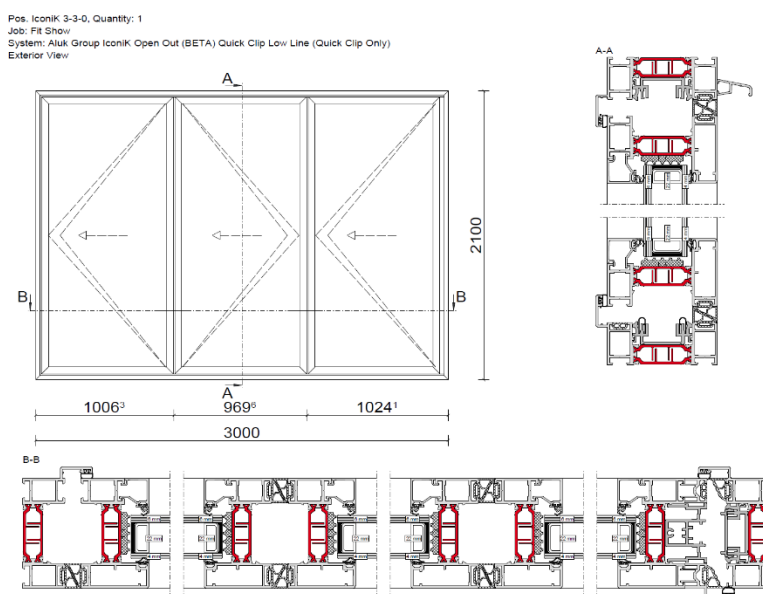 Pos. IconiK 3-3-0, Quantity: 1
Job: Fit Show
System: Aluk Group IconiK Open Out (BETA) Quick Clip Low Line (Quick Clip Only)
Exterior View
A-A
A
2100
B
B
A
1006³
969⁶
1024¹
3000
B-B